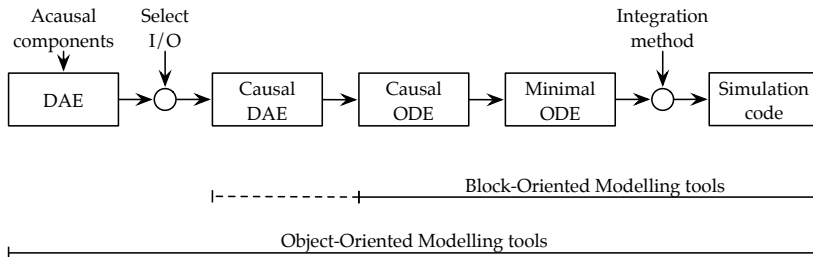 Acausal
components
Select
I/O
Integration
method
DAE
Causal
DAE
Causal
ODE
Minimal
ODE
Simulation
code
Block-Oriented Modelling tools
Object-Oriented Modelling tools